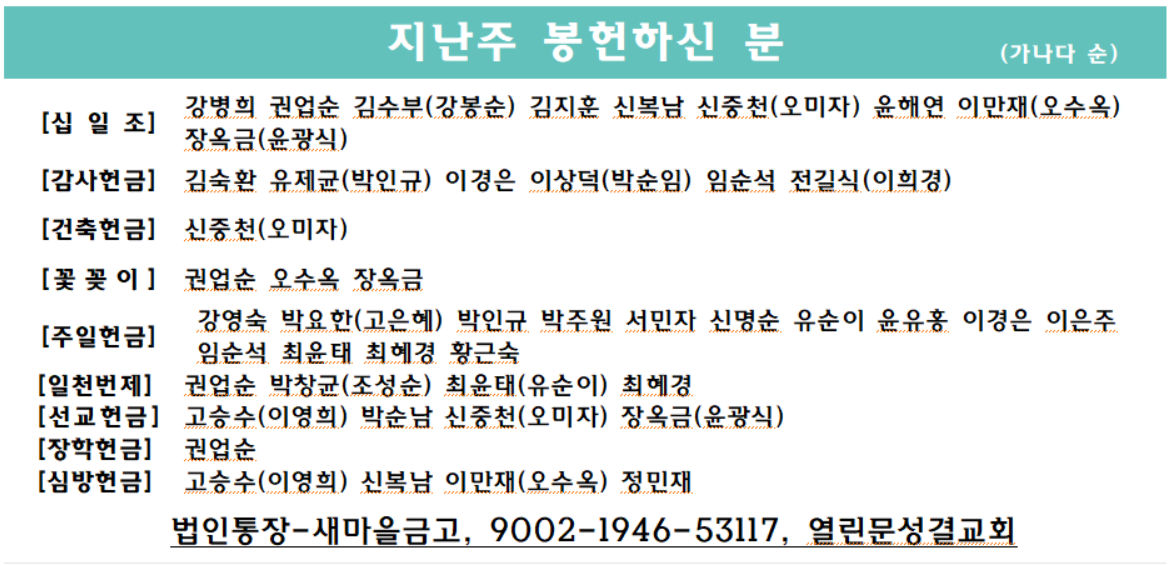 지난주 봉헌하신 분 (가나다 순)
[십 일 조] 강병희 권업순 김수부(강봉순) 김지훈 신복남 신중천(오미자) 윤해연 이만재(오수옥)
장옥금(윤광식)
[감사헌금] 김숙환 유제균(박인규) 이경은 이상덕(박순임) 임순석 전길식(이희경)
[건축헌금] 신중천(오미자)
[꽃 꽂 이] 권업순 오수옥 장옥금
[주일헌금] 강영숙 박요한(고은혜) 박인규 박주원 서민자 신명순 유순이 윤유홍 이경은 이은주
임순석 최윤태 최혜경 황근숙
[일천번제] 권업순 박창균(조성순) 최윤태(유순이) 최혜경
[선교헌금] 고승수(이영희) 박순남 신중천(오미자) 장옥금(윤광식)
[장학헌금] 권업순
[심방헌금] 고승수(이영희) 신복남 이만재(오수옥) 정민재
법인통장-새마을금고, 9002-1946-53117, 열린문성결교회